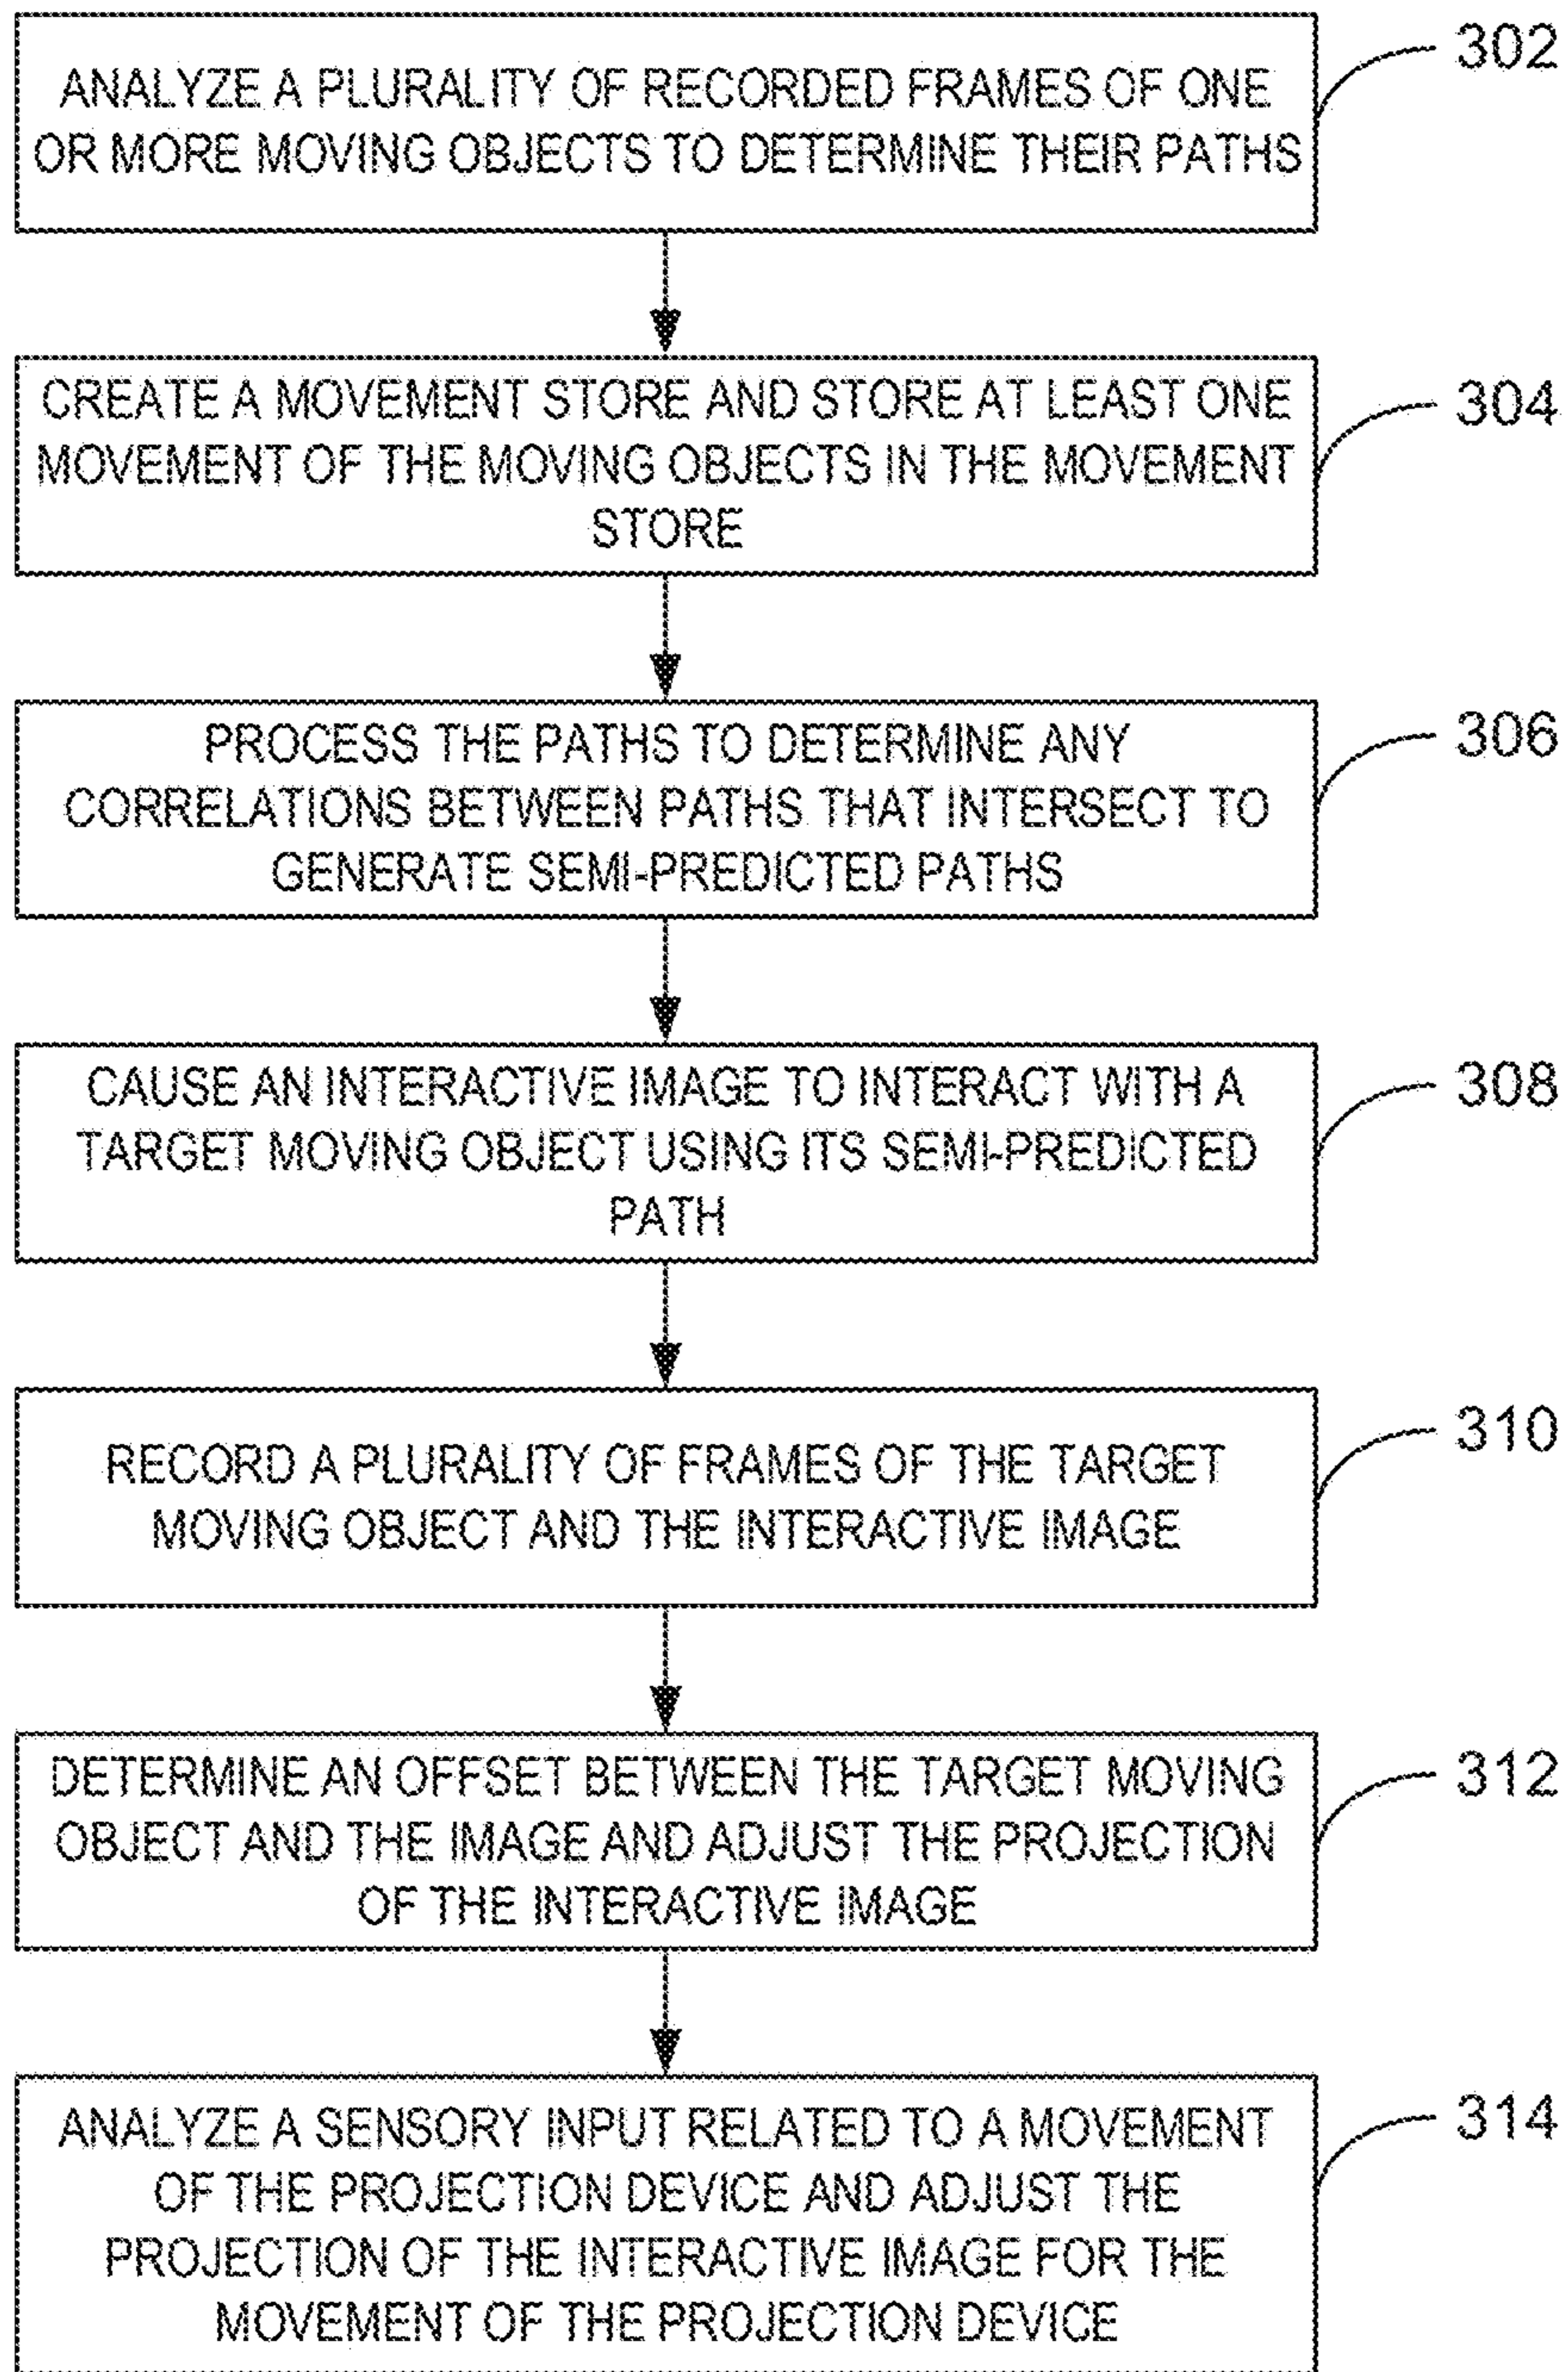 302
ANALYZE A PLURALITY OF RECORDED FRAMES OF ONE
OR MORE MOVING OBJECTS TO DETERMINE THEIR PATHS
304
CREATE A MOVEMENT STORE AND STORE AT LEAST ONE
MOVEMENT OF THE MOVING OBJECTS IN THE MOVEMENT
STORE
306
PROCESS THE PATHS TO DETERMINE ANY
CORRELATIONS BETWEEN PATHS THAT INTERSECT TO
GENERATE SEMI-PREDICTED PATHS
308
CAUSE AN INTERACTIVE IMAGE TO INTERACT WITH A
TARGET MOVING OBJECT USING ITS SEMI-PREDICTED
PATH
310
RECORD A PLURALITY OF FRAMES OF THE TARGET
MOVING OBJECT AND THE INTERACTIVE IMAGE
312
DETERMINE AN OFFSET BETWEEN THE TARGET MOVING
OBJECT AND THE IMAGE AND ADJUST THE PROJECTION
OF THE INTERACTIVE IMAGE
314
ANALYZE A SENSORY INPUT RELATED TO A MOVEMENT
OF THE PROJECTION DEVICE AND ADJUST THE
PROJECTION OF THE INTERACTIVE IMAGE FOR THE
MOVEMENT OF THE PROJECTION DEVICE